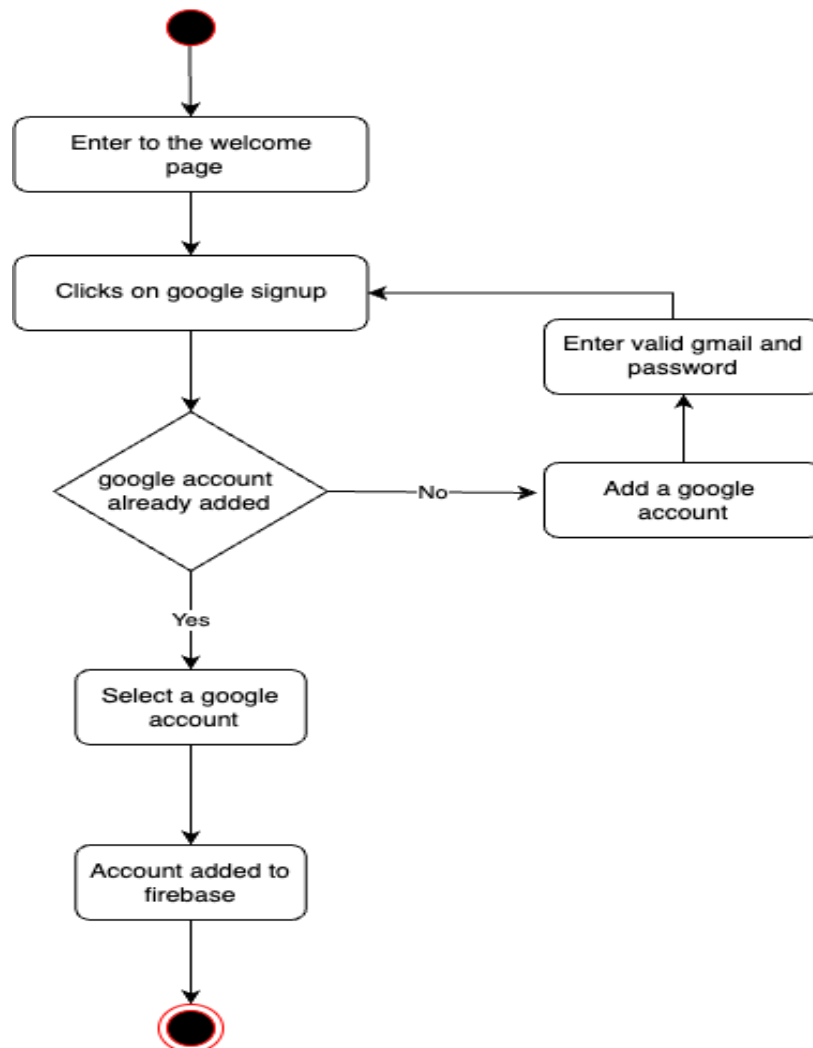 Enter to the welcome
page
Clicks on google signup
Enter valid gmail and
password
google account
already added
No
Add a google
account
Yes
Select a google
account
Account added to
firebase